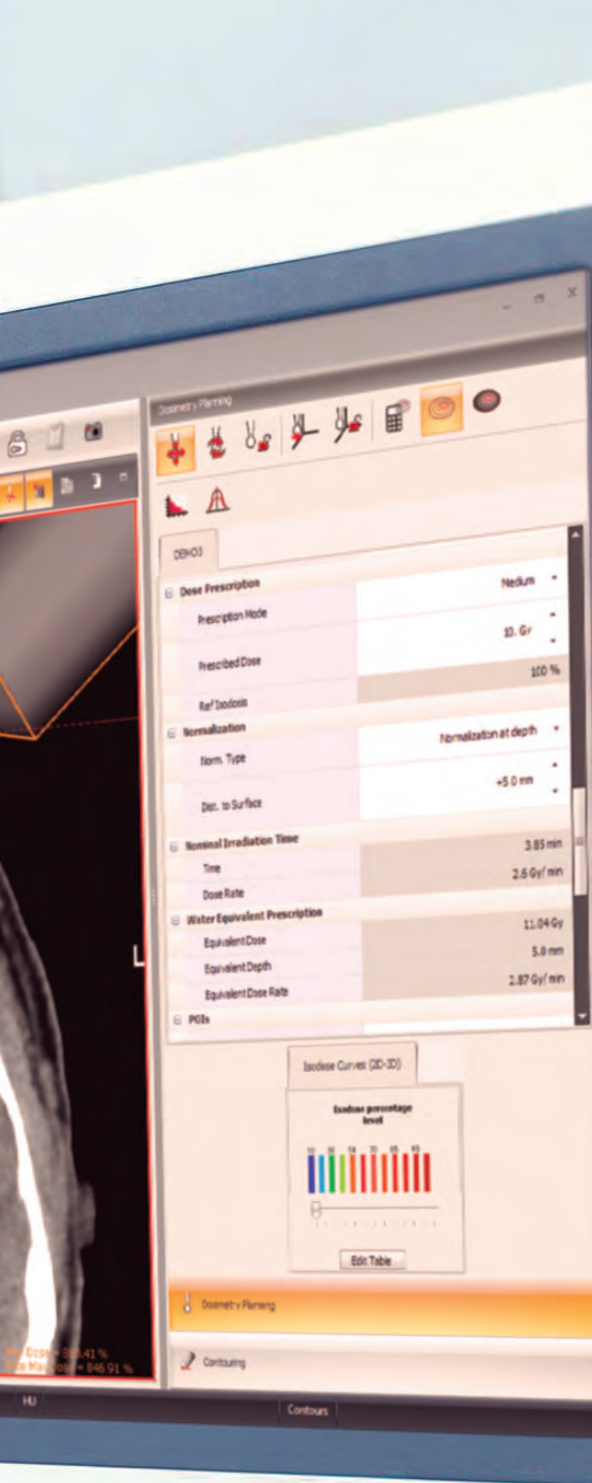 Dosimetry Planning
DEMO3
Dose Prescription
Prescription Mode Medium
Prescribed Dose 10. Gr
Ref Isodosis 100 %
Normalization
Norm. Type Normalization at depth
Dist. to Surface +5.0 mm
Nominal Irradiation Time
Time 3.85 min
Dose Rate 2.6 Gy/ min
Water Equivalent Prescription
Equivalent Dose 11.04 Gy
Equivalent Depth 5.0 mm
Equivalent Dose Rate 2.87 Gy/ min
POIs
L
Isodose Curves (2D-3D)
Isodose percentage
level
Edit Table
Dosimetry Planning
Contouring
= 846.91 %
HU
Contours